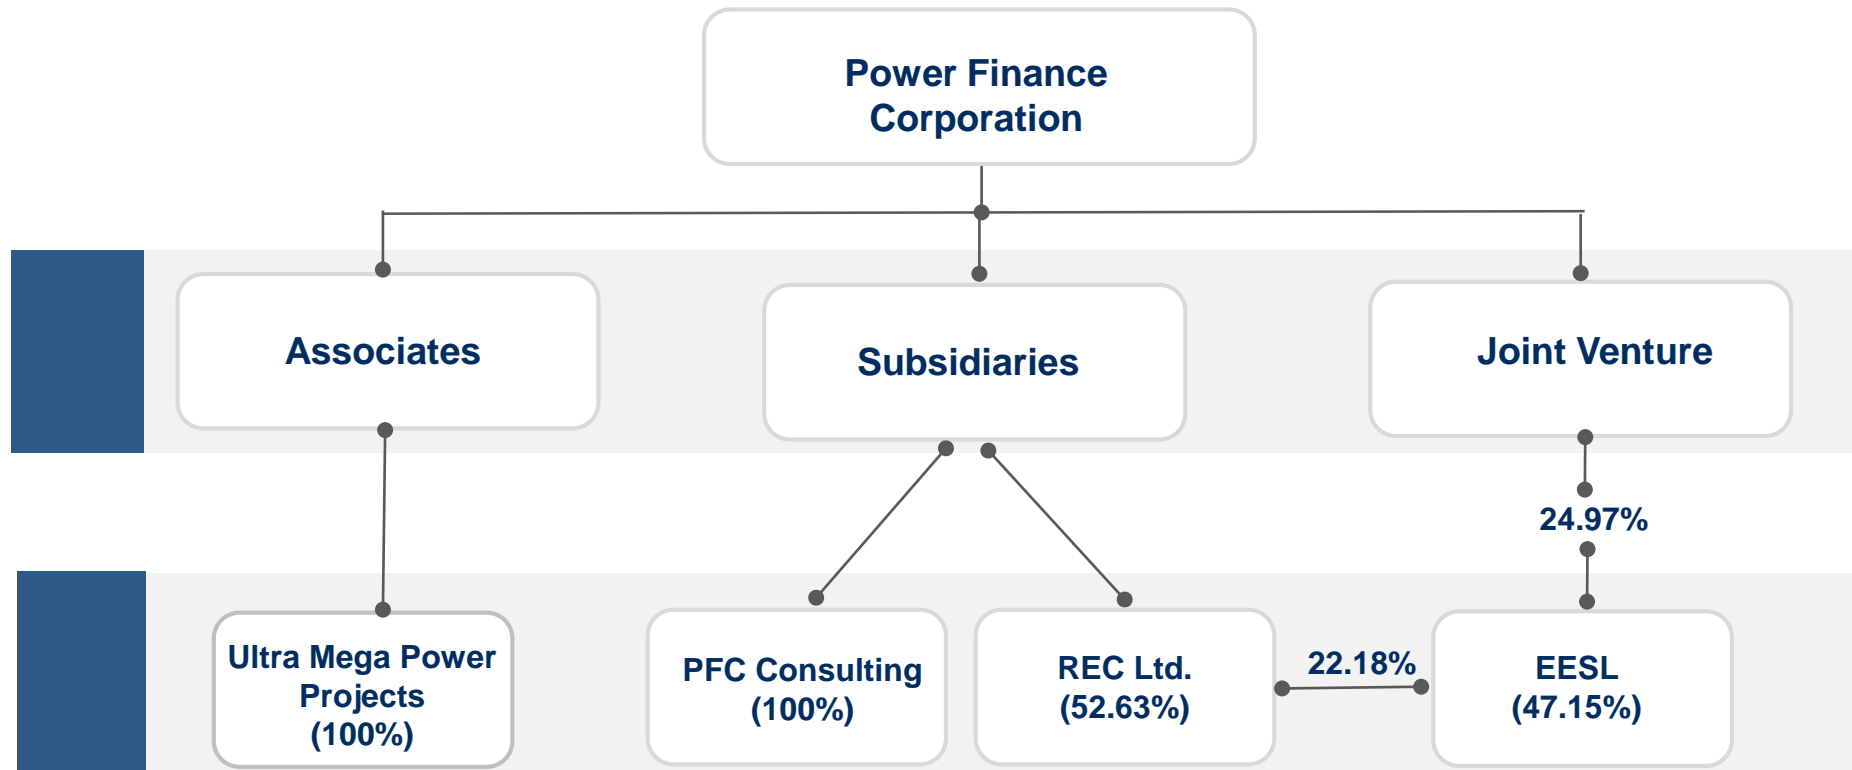 Power Finance
Corporation
Associates
Subsidiaries
Joint Venture
24.97%
Ultra Mega Power
Projects
(100%)
PFC Consulting
(100%)
REC Ltd.
(52.63%)
22.18%
EESL
(47.15%)